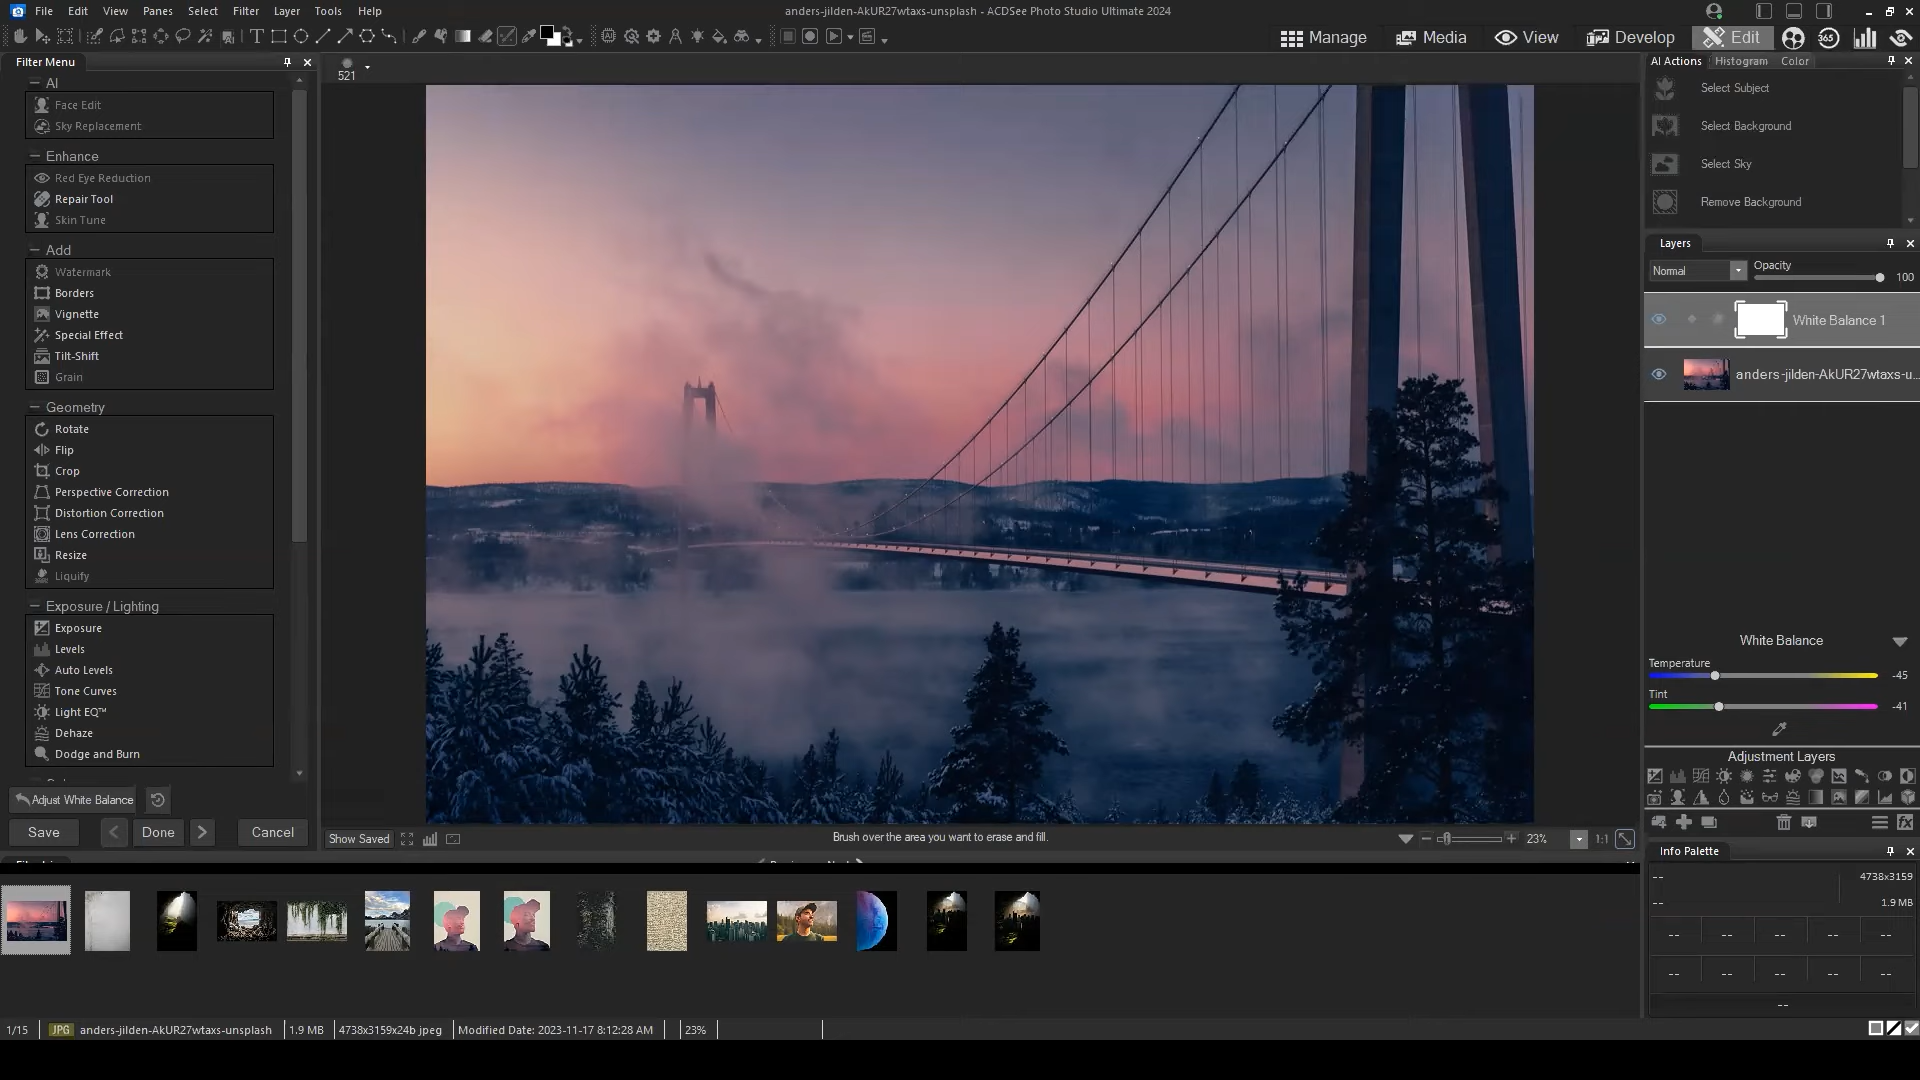 File Edit View Panes Select Filter Layer Tools Help
anders-jilden-AkUR27wtaxs-unsplash - ACDSee Photo Studio Ultimate 2024
Manage Media View Develop Edit 365
Filter Menu
AI
Face Edit
Sky Replacement
Enhance
Red Eye Reduction
Repair Tool
Skin Tune
Add
Watermark
Borders
Vignette
Special Effect
Tilt-Shift
Grain
Geometry
Rotate
Flip
Crop
Perspective Correction
Distortion Correction
Lens Correction
Resize
Liquify
Exposure / Lighting
Exposure
Levels
Auto Levels
Tone Curves
Light EQ™
Dehaze
Dodge and Burn
Adjust White Balance
Save Done Cancel
521
Show Saved
Brush over the area you want to erase and fill.
23% 1:1
AI Actions Histogram Color
Select Subject
Select Background
Select Sky
Remove Background
Layers
Normal Opacity 100
White Balance 1
anders-jilden-AkUR27wtaxs-u...
White Balance
Temperature
-45
Tint
-41
Adjustment Layers
Info Palette
-- 4738x3159
-- 1.9 MB
-- -- -- -- --
-- -- -- -- --
--
1/15 JPG anders-jilden-AkUR27wtaxs-unsplash 1.9 MB 4738x3159x24b jpeg Modified Date: 2023-11-17 8:12:28 AM 23%